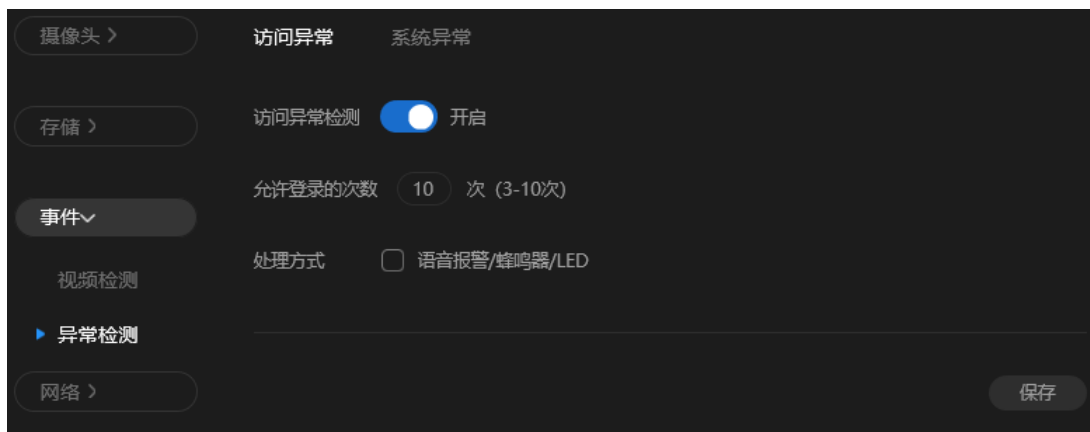 摄像头 >
访问异常 系统异常
访问异常检测 开启
存储 >
允许登录的次数 10 次 (3-10次)
事件
处理方式 语音报警/蜂鸣器/LED
视频检测
异常检测
网络 >
保存